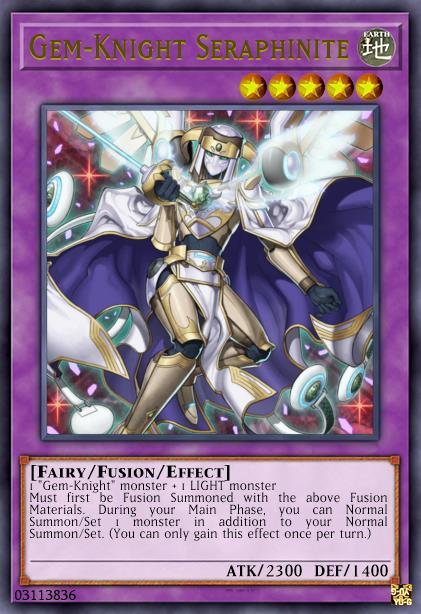 Gem-Knight Seraphinite
EARTH
地
[Fairy/Fusion/Effect]
1 "Gem-Knight" monster + 1 LIGHT monster
Must first be Fusion Summoned with the above Fusion
Materials. During your Main Phase, you can Normal
Summon/Set 1 monster in addition to your Normal
Summon/Set. (You can only gain this effect once per turn.)
ATK/2300 DEF/1400
03113836